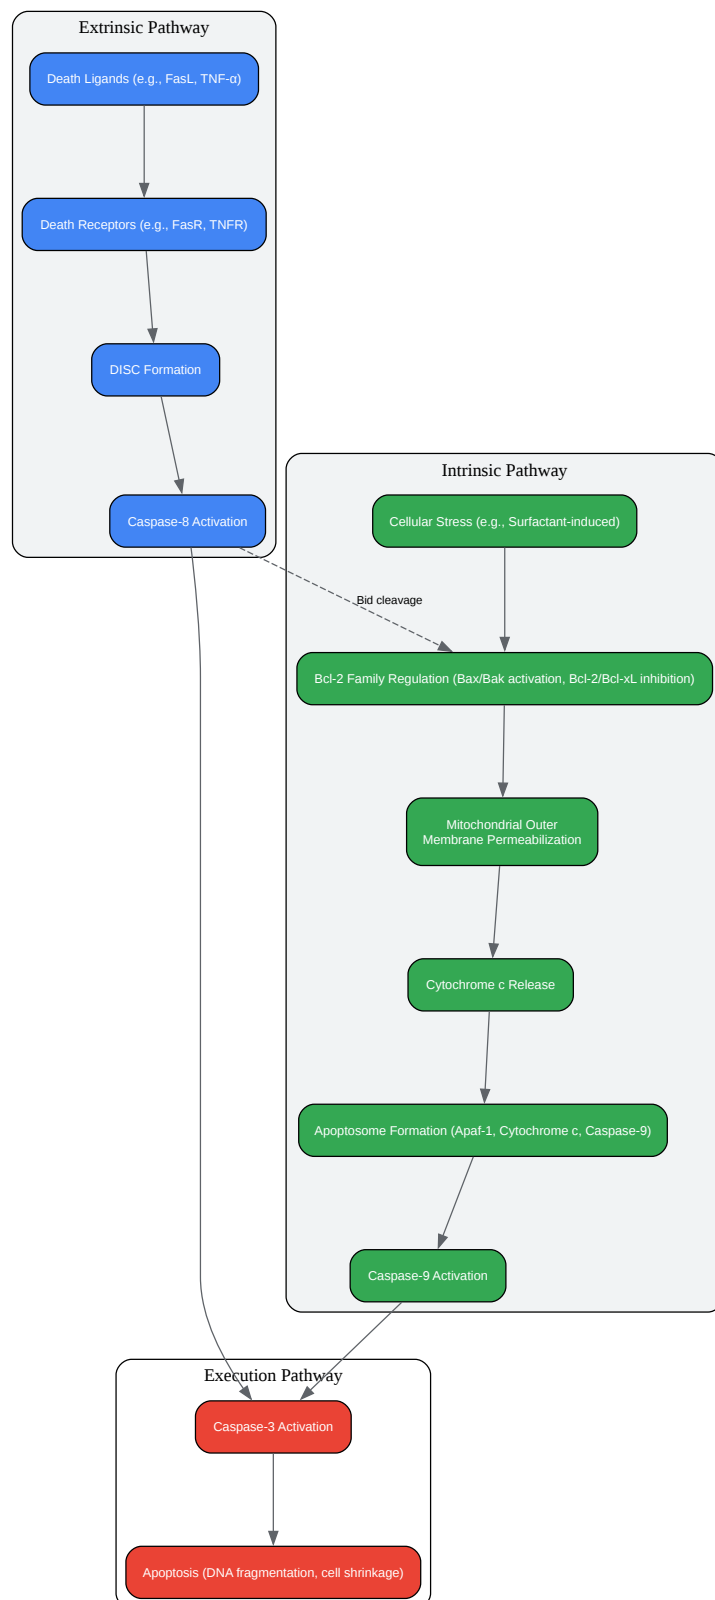 Extrinsic Pathway
Death Ligands (e.g., FasL, TNF-α)
Death Receptors (e.g., FasR, TNFR)
DISC Formation
Caspase-8 Activation
Intrinsic Pathway
Cellular Stress (e.g., Surfactant-induced)
Bid cleavage
Bcl-2 Family Regulation (Bax/Bak activation, Bcl-2/Bcl-xL inhibition)
Mitochondrial Outer
Membrane Permeabilization
Cytochrome c Release
Apoptosome Formation (Apaf-1, Cytochrome c, Caspase-9)
Caspase-9 Activation
Execution Pathway
Caspase-3 Activation
Apoptosis (DNA fragmentation, cell shrinkage)